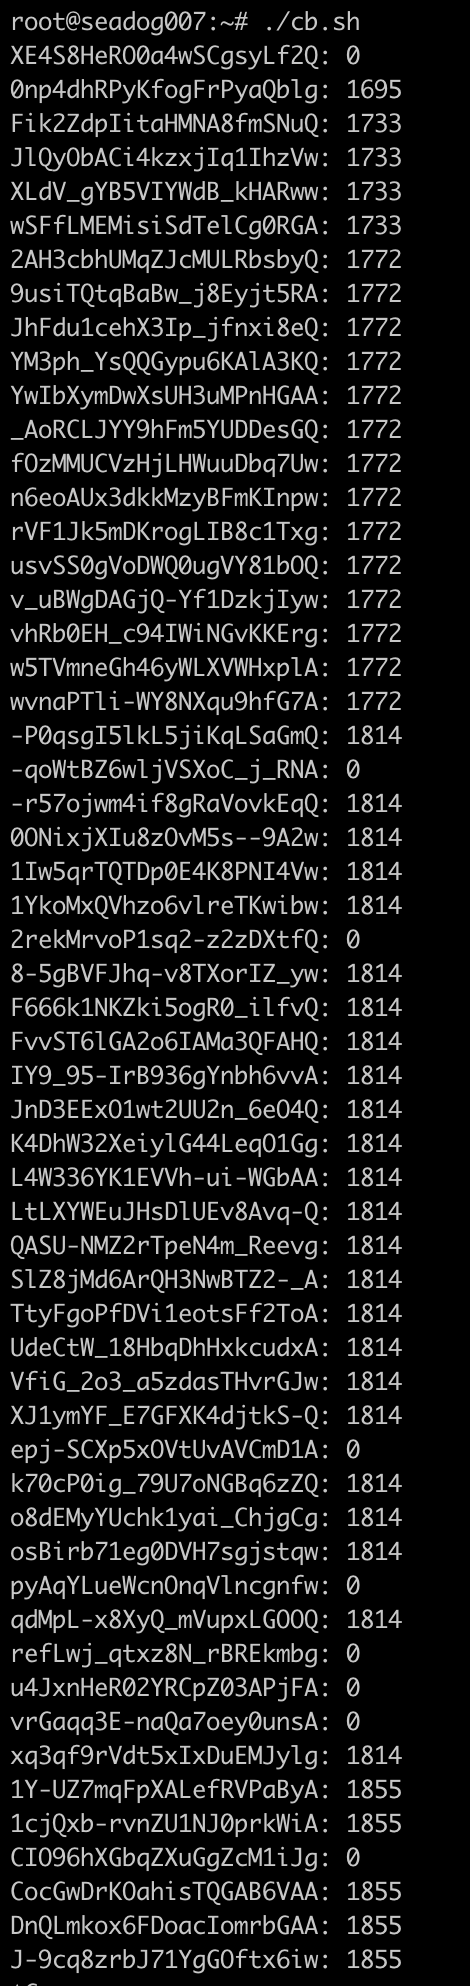 root@seadog007:~# ./cb.sh
XE4S8HeRO0a4wSCgsyLf2Q: 0
0np4dhRPyKfogFrPyaQblg: 1695
Fik2ZdpIitaHMNA8fmSNuQ: 1733
JlQyObACi4kzxjIq1IhzVw: 1733
XLdV_gYB5VIYWdB_kHARww: 1733
wSFfLMEMisiSdTelCg0RGA: 1733
2AH3cbhUMqZJcMULRbsbyQ: 1772
9usiTQtqBaBw_j8Eyjt5RA: 1772
JhFdu1cehX3Ip_jfnxi8eQ: 1772
YM3ph_YsQQGypu6KAlA3KQ: 1772
YwIbXymDwXsUH3uMPnHGAA: 1772
_AoRCLJYY9hFm5YUDDesGQ: 1772
fOzMMUCVzHjLHWuuDbq7Uw: 1772
n6eoAUx3dkkMzyBFmKInpw: 1772
rVF1Jk5mDKrogLIB8c1Txg: 1772
usvSS0gVoDWQ0ugVY81bOQ: 1772
v_uBWgDAGjQ-Yf1DzkjIyw: 1772
vhRb0EH_c94IWiNGvKKErg: 1772
w5TVmneGh46yWLXVWHxplA: 1772
wvnaPTli-WY8NXqu9hfG7A: 1772
-P0qsgI5lkL5jiKqLSaGmQ: 1814
-qoWtBZ6wljVSXoC_j_RNA: 0
-r57ojwm4if8gRaVovkEqQ: 1814
0ONixjXIu8zOvM5s--9A2w: 1814
1Iw5qrTQTDp0E4K8PNI4Vw: 1814
1YkoMxQVhzo6vlreTKwibw: 1814
2rekMrvoP1sq2-z2zDXtfQ: 0
8-5gBVFJhq-v8TXorIZ_yw: 1814
F666k1NKZki5ogR0_ilfvQ: 1814
FvvST6lGA2o6IAMa3QFAHQ: 1814
IY9_95-IrB936gYnbh6vvA: 1814
JnD3EExO1wt2UU2n_6eO4Q: 1814
K4DhW32XeiylG44LeqO1Gg: 1814
L4W336YK1EVVh-ui-WGbAA: 1814
LtLXYWEuJHsDlUEv8Avq-Q: 1814
QASU-NMZ2rTpeN4m_Reevg: 1814
SlZ8jMd6ArQH3NwBTZ2-_A: 1814
TtyFgoPfDVi1eotsFf2ToA: 1814
UdeCtW_18HbqDhHxkcudxA: 1814
VfiG_2o3_a5zdasTHvrGJw: 1814
XJ1ymYF_E7GFXK4djtkS-Q: 1814
epj-SCXp5xOVtUvAVCmD1A: 0
k70cP0ig_79U7oNGBq6zZQ: 1814
o8dEMyYUchk1yai_ChjgCg: 1814
osBirb71eg0DVH7sgjstqw: 1814
pyAqYLueWcnOnqVlncgnfw: 0
qdMpL-x8XyQ_mVupxLGOOQ: 1814
refLwj_qtxz8N_rBREkmbg: 0
u4JxnHeR02YRCpZ03APjFA: 0
vrGaqq3E-naQa7oey0unsA: 0
xq3qf9rVdt5xIxDuEMJylg: 1814
1Y-UZ7mqFpXALefRVPaByA: 1855
1cjQxb-rvnZU1NJ0prkWiA: 1855
CIO96hXGbqZXuGgZcM1iJg: 0
CocGwDrKOahisTQGAB6VAA: 1855
DnQLmkox6FDoacIomrbGAA: 1855
J-9cq8zrbJ71YgGOftx6iw: 1855